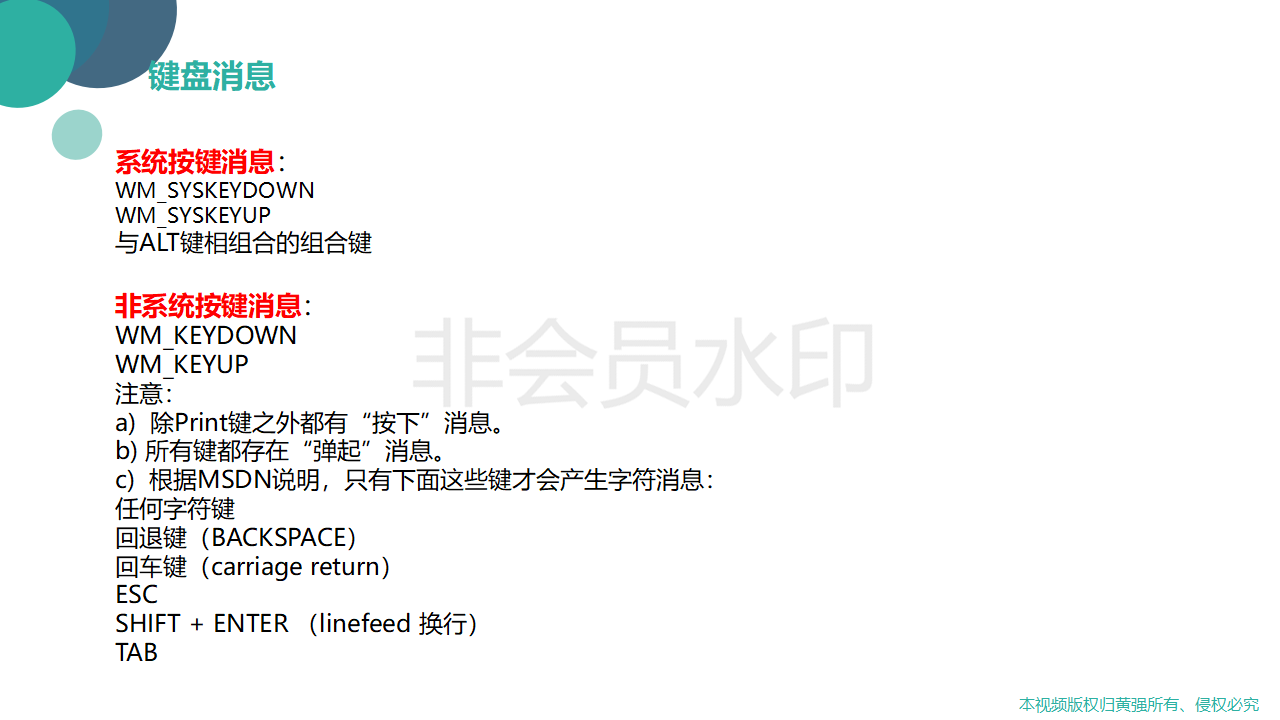 键盘消息
系统按键消息：
WM_SYSKEYDOWN
WM_SYSKEYUP
与ALT键相组合的组合键
非系统按键消息：
WM_KEYDOWN
WM_KEYUP
非会员水印
注意：
a)  除Print键之外都有“按下”消息。
b) 所有键都存在“弹起”消息。
c)  根据MSDN说明，只有下面这些键才会产生字符消息：
任何字符键
回退键（BACKSPACE）
回车键（carriage return）
ESC
SHIFT + ENTER （linefeed 换行）
TAB
本视频版权归黄强所有、侵权必究